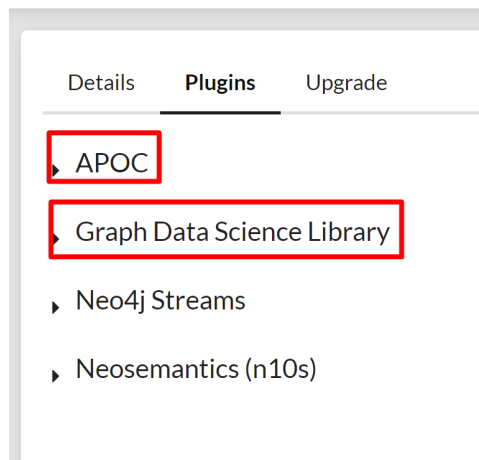 Details Plugins Upgrade
APOC
Graph Data Science Library
Neo4j Streams
Neosemantics (n10s)